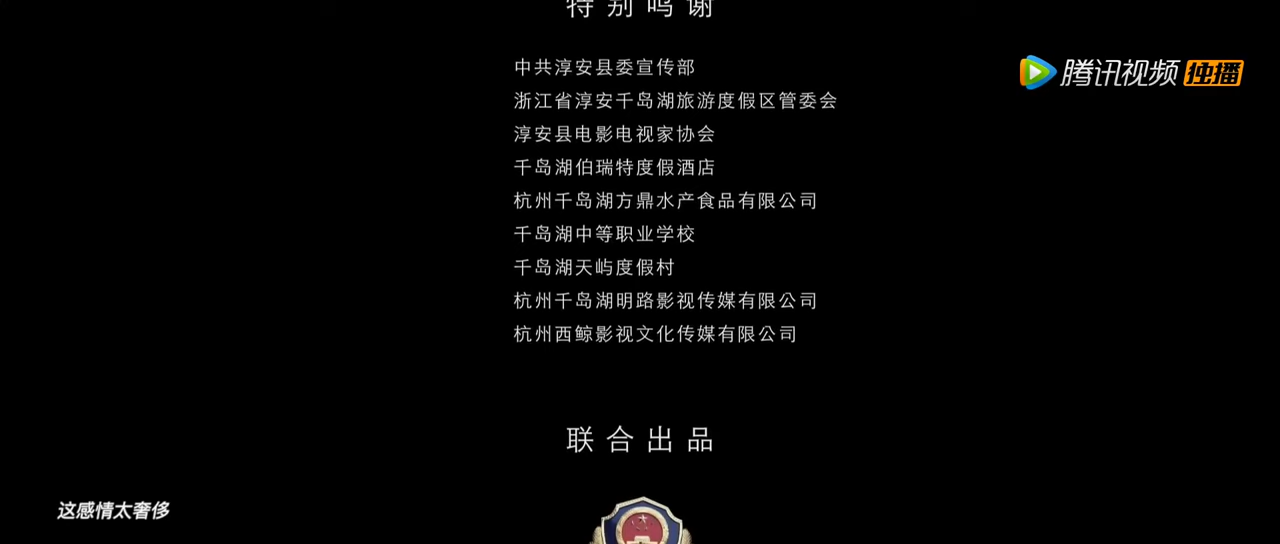 特别鸣谢
中共淳安县委宣传部
浙江省淳安千岛湖旅游度假区管委会
淳安县电影电视家协会
千岛湖伯瑞特度假酒店
杭州千岛湖方鼎水产食品有限公司
千岛湖中等职业学校
千岛湖天屿度假村
杭州千岛湖明路影视传媒有限公司
杭州西鲸影视文化传媒有限公司
联合出品
腾讯视频 独播
这感情太奢侈